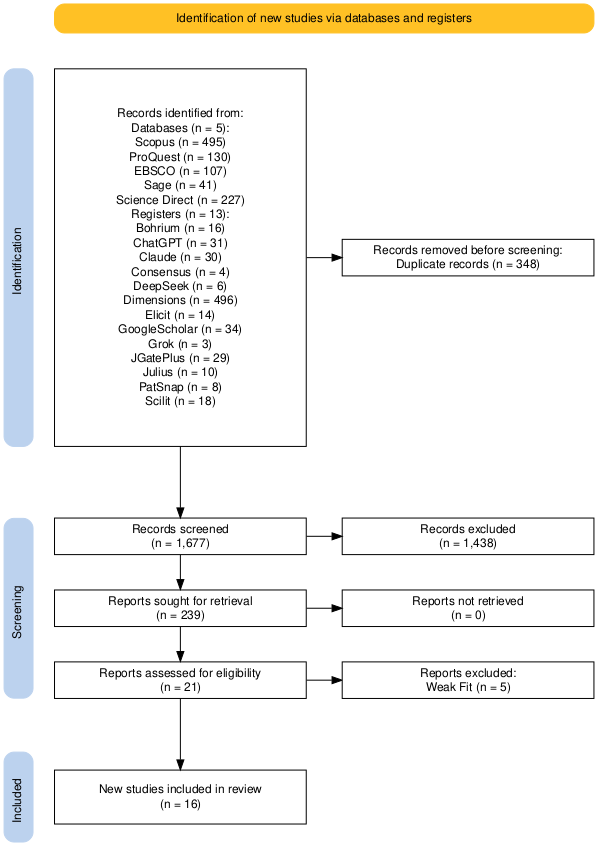 Identification of new studies via databases and registers
Identification
Records identified from:
Databases (n = 5):
Scopus (n = 495)
ProQuest (n = 130)
EBSCO (n = 107)
Sage (n = 41)
Science Direct (n = 227)
Registers (n = 13):
Bohrium (n = 16)
ChatGPT (n = 31)
Claude (n = 30)
Consensus (n = 4)
DeepSeek (n = 6)
Dimensions (n = 496)
Elicit (n = 14)
GoogleScholar (n = 34)
Grok (n = 3)
JGatePlus (n = 29)
Julius (n = 10)
PatSnap (n = 8)
Scilit (n = 18)
Records removed before screening:
Duplicate records (n = 348)
Screening
Records screened
(n = 1,677)
Records excluded
(n = 1,438)
Reports sought for retrieval
(n = 239)
Reports not retrieved
(n = 0)
Reports assessed for eligibility
(n = 21)
Reports excluded:
Weak Fit (n = 5)
Included
New studies included in review
(n = 16)